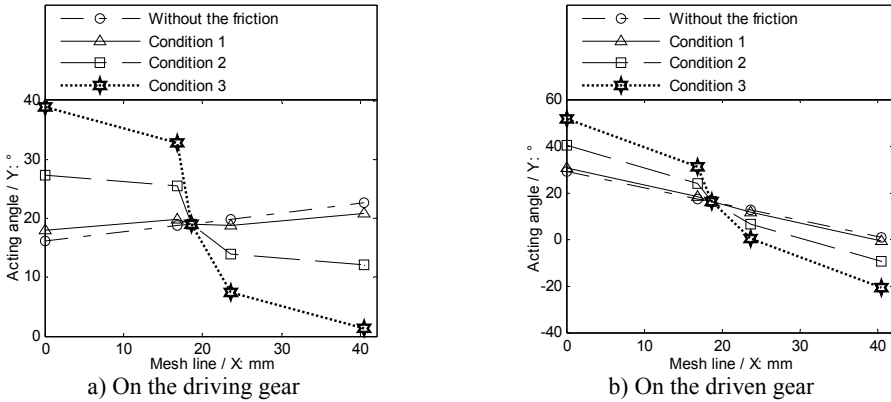 Without the friction
Condition 1
Condition 2
Condition 3
Acting angle / Y: °
40
30
20
10
0
0 10 20 30 40
Mesh line / X: mm
a) On the driving gear
Without the friction
Condition 1
Condition 2
Condition 3
Acting angle / Y: °
60
40
20
0
-20
-40
0 10 20 30 40
Mesh line / X: mm
b) On the driven gear